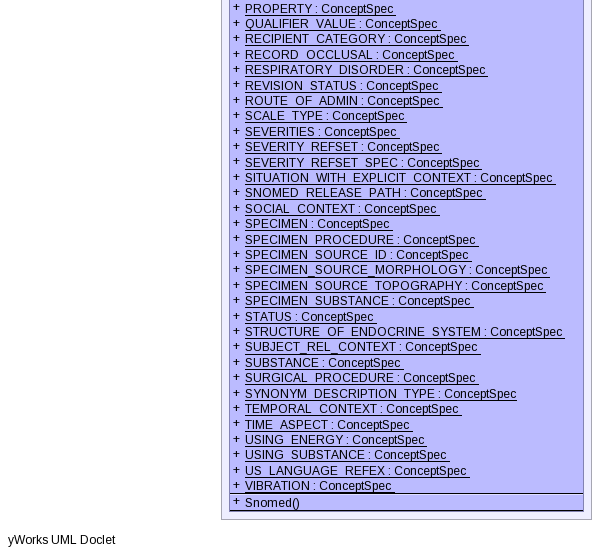 + PROPERTY : ConceptSpec
+ QUALIFIER_VALUE : ConceptSpec
+ RECIPIENT_CATEGORY : ConceptSpec
+ RECORD_OCCLUSAL : ConceptSpec
+ RESPIRATORY_DISORDER : ConceptSpec
+ REVISION_STATUS : ConceptSpec
+ ROUTE_OF_ADMIN : ConceptSpec
+ SCALE_TYPE : ConceptSpec
+ SEVERITIES : ConceptSpec
+ SEVERITY_REFSET : ConceptSpec
+ SEVERITY_REFSET_SPEC : ConceptSpec
+ SITUATION_WITH_EXPLICIT_CONTEXT : ConceptSpec
+ SNOMED_RELEASE_PATH : ConceptSpec
+ SOCIAL_CONTEXT : ConceptSpec
+ SPECIMEN : ConceptSpec
+ SPECIMEN_PROCEDURE : ConceptSpec
+ SPECIMEN_SOURCE_ID : ConceptSpec
+ SPECIMEN_SOURCE_MORPHOLOGY : ConceptSpec
+ SPECIMEN_SOURCE_TOPOGRAPHY : ConceptSpec
+ SPECIMEN_SUBSTANCE : ConceptSpec
+ STATUS : ConceptSpec
+ STRUCTURE_OF_ENDOCRINE_SYSTEM : ConceptSpec
+ SUBJECT_REL_CONTEXT : ConceptSpec
+ SUBSTANCE : ConceptSpec
+ SURGICAL_PROCEDURE : ConceptSpec
+ SYNONYM_DESCRIPTION_TYPE : ConceptSpec
+ TEMPORAL_CONTEXT : ConceptSpec
+ TIME_ASPECT : ConceptSpec
+ USING_ENERGY : ConceptSpec
+ USING_SUBSTANCE : ConceptSpec
+ US_LANGUAGE_REFEX : ConceptSpec
+ VIBRATION : ConceptSpec
+ Snomed()
yWorks UML Doclet